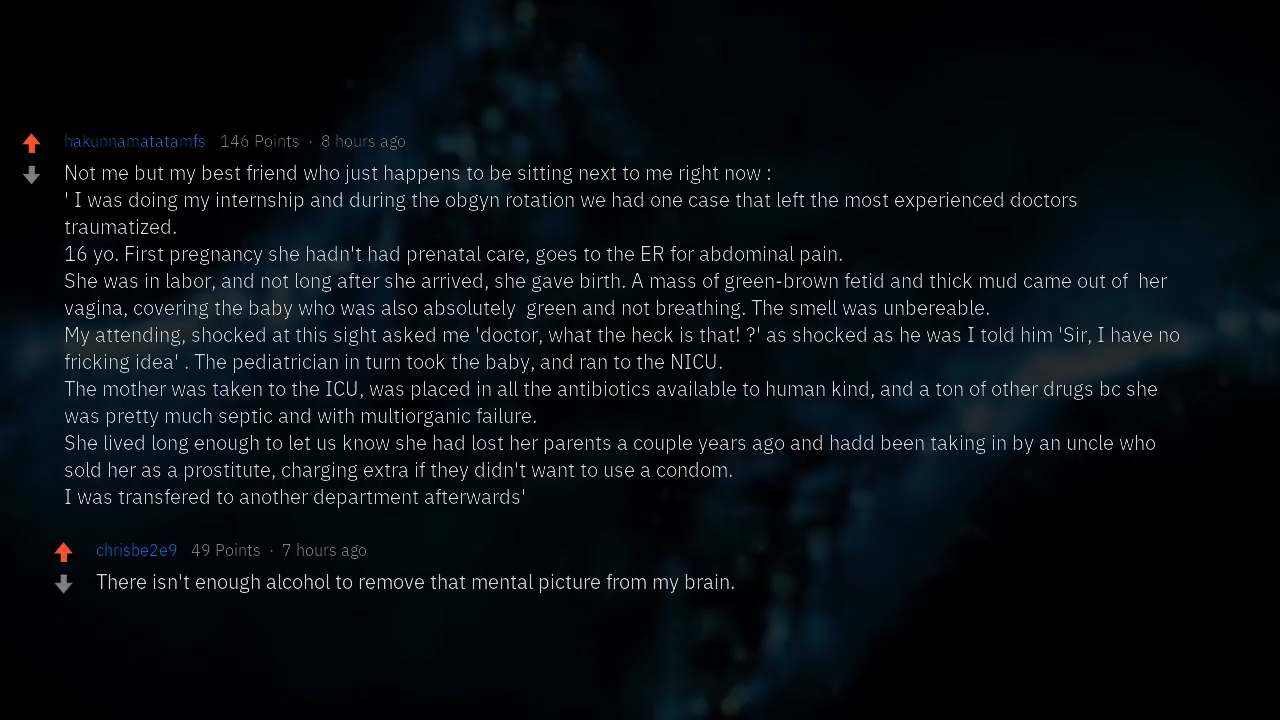 hakunnamatatamfs 146 Points · 8 hours ago
Not me but my best friend who just happens to be sitting next to me right now :
' I was doing my internship and during the obgyn rotation we had one case that left the most experienced doctors
traumatized.
16 yo. First pregnancy she hadn't had prenatal care, goes to the ER for abdominal pain.
She was in labor, and not long after she arrived, she gave birth. A mass of green-brown fetid and thick mud came out of her
vagina, covering the baby who was also absolutely green and not breathing. The smell was unbereable.
My attending, shocked at this sight asked me 'doctor, what the heck is that! ?' as shocked as he was I told him 'Sir, I have no
fricking idea' . The pediatrician in turn took the baby, and ran to the NICU.
The mother was taken to the ICU, was placed in all the antibiotics available to human kind, and a ton of other drugs bc she
was pretty much septic and with multiorganic failure.
She lived long enough to let us know she had lost her parents a couple years ago and hadd been taking in by an uncle who
sold her as a prostitute, charging extra if they didn't want to use a condom.
I was transfered to another department afterwards'
chrisbe2e9 49 Points · 7 hours ago
There isn't enough alcohol to remove that mental picture from my brain.